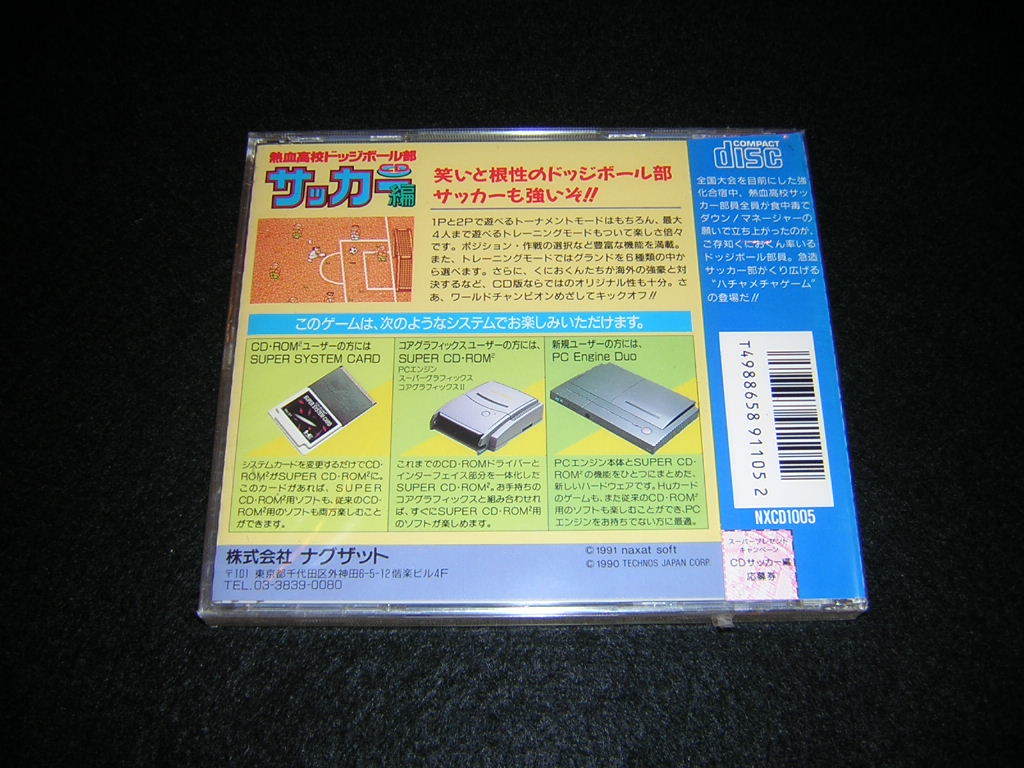 熱血高校ドッジボール部
CD
サッカー編
笑いと根性のドッジボール部
サッカーも強いぞ!!
1Pと2Pで遊べるトーナメントモードはもちろん、最大
4人まで遊べるトレーニングモードもついて楽しさ倍々
です。ポジション・作戦の選択など豊富な機能を満載。
また、トレーニングモードではグランドを6種類の中か
ら選べます。さらに、くにおくんたちが海外の強豪と対
決するなど、CD版ならではのオリジナル性も十分。さ
あ、ワールドチャンピオンめざしてキックオフ!!
このゲームは、次のようなシステムでお楽しみいただけます。
CD・ROM²ユーザーの方には
SUPER SYSTEM CARD
システムカードを変更するだけでCD・
ROM²がSUPER CD・ROM²に。
このカードがあれば、SUPER
CD・ROM²用ソフトも、従来のCD・
ROM²用のソフトも両方楽しむこと
ができます。
コアグラフィックスユーザーの方には、
SUPER CD・ROM²
PCエンジン
スーパーグラフィックス
コアグラフィックスII
これまでのCD・ROMドライバーと
インターフェイス部分を一体化した
SUPER CD・ROM²。お手持ちの
コアグラフィックスと組み合わせれ
ば、すぐにSUPER CD・ROM²用
のソフトが楽しめます。
新規ユーザーの方には、
PC Engine Duo
PCエンジン本体とSUPER CD・
ROM²の機能をひとつにまとめた、
新しいハードウェアです。Huカード
のゲームも、また従来のCD・ROM²
用のソフトも楽しむことができ、PC
エンジンをお持ちでない方に最適。
株式会社 ナグザット
〒101 東京都千代田区外神田6-5-12偕楽ビル4F
TEL.03-3839-0080
©1991 naxat soft
©1990 TECHNOS JAPAN CORP.
COMPACT
disc
全国大会を目前にした強
化合宿中、熱血高校サッ
カー部員全員が食中毒で
ダウン!マネージャーの
願いで立ち上がったのが、
ご存知くにおくん率いる
ドッジボール部員。急造
サッカー部がくり広げる
"ハチャメチャゲーム"
の登場だ!!
T4988658911052
NXCD1005
スーパープレゼント
キャンペーン
CDサッカー編
応募券